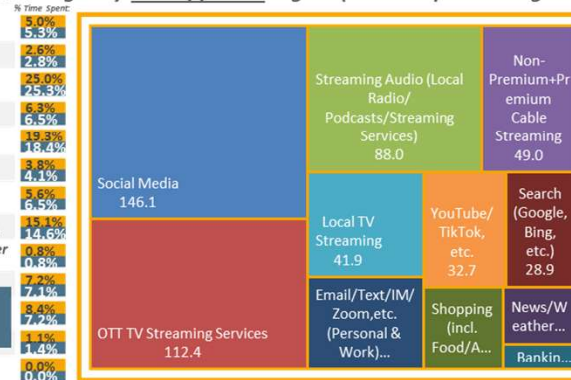 % Time Spent:
5.0%
5.3%
2.6%
2.8%
25.0%
25.3%
6.3%
6.5%
19.3%
18.4%
3.8%
4.1%
5.6%
6.5%
15.1%
14.6%
0.8%
0.8%
7.2%
7.1%
8.4%
7.2%
1.1%
1.4%
0.0%
0.0%
Social Media
146.1
OTT TV Streaming Services
112.4
Streaming Audio (Local
Radio/
Podcasts/Streaming
Services)
88.0
Non-
Premium+Pr
emium
Cable
Streaming
49.0
Local TV
Streaming
41.9
YouTube/
TikTok,
etc.
32.7
Search
(Google,
Bing,
etc.)
28.9
Email/Text/IM/
Zoom,etc.
(Personal &
Work)...
Shopping
(incl.
Food/A...
News/W
eather...
Bankin...